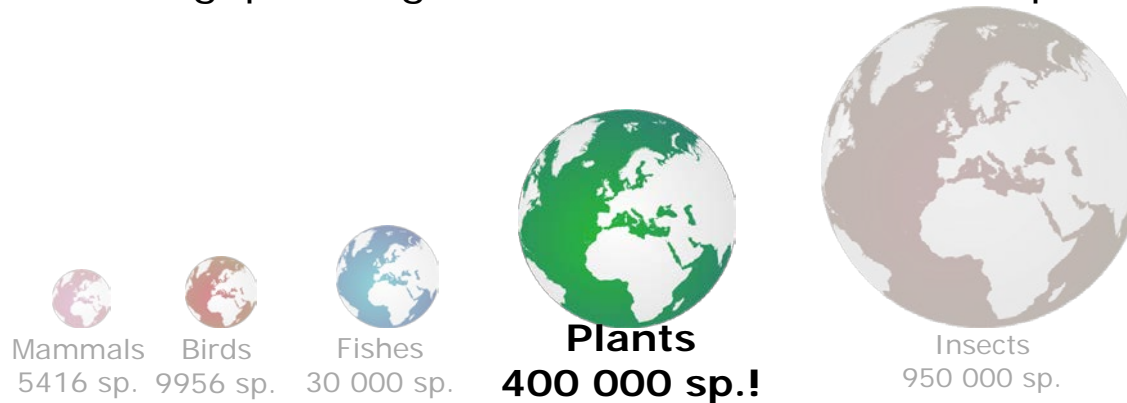 Mammals
5416 sp.
Birds
9956 sp.
Fishes
30 000 sp.
Plants
400 000 sp.!
Insects
950 000 sp.